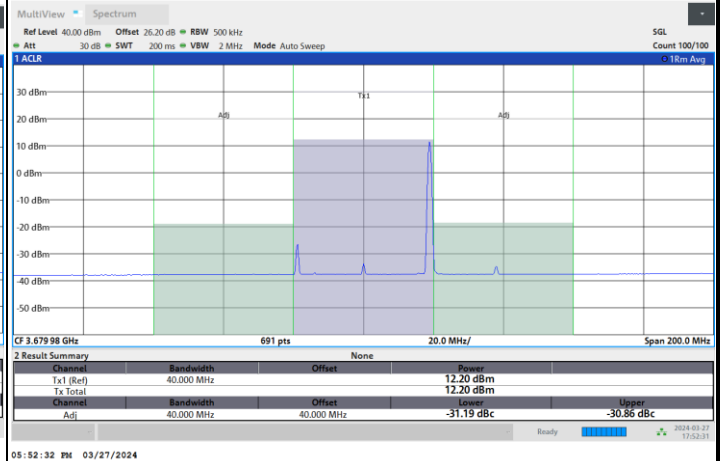 MultiView Spectrum
Ref Level 40.00 dBm Offset 26.20 dB RBW 500 kHz SGL
Att 30 dB SWT 200 ms VBW 2 MHz Mode Auto Sweep Count 100/100
1 ACLR 1Rm Avg
30 dBm
Tx1
20 dBm Adj Adj
10 dBm
0 dBm
-10 dBm
-20 dBm
-30 dBm
-40 dBm
-50 dBm
CF 3.679 98 GHz 691 pts 20.0 MHz/ Span 200.0 MHz
2 Result Summary None
Channel Bandwidth Offset Power
Tx1 (Ref) 40.000 MHz 12.20 dBm
Tx Total 12.20 dBm
Channel Bandwidth Offset Lower Upper
Adj 40.000 MHz 40.000 MHz -31.19 dBc -30.86 dBc
Ready 2024-03-27
17:52:31
05:52:32 PM 03/27/2024